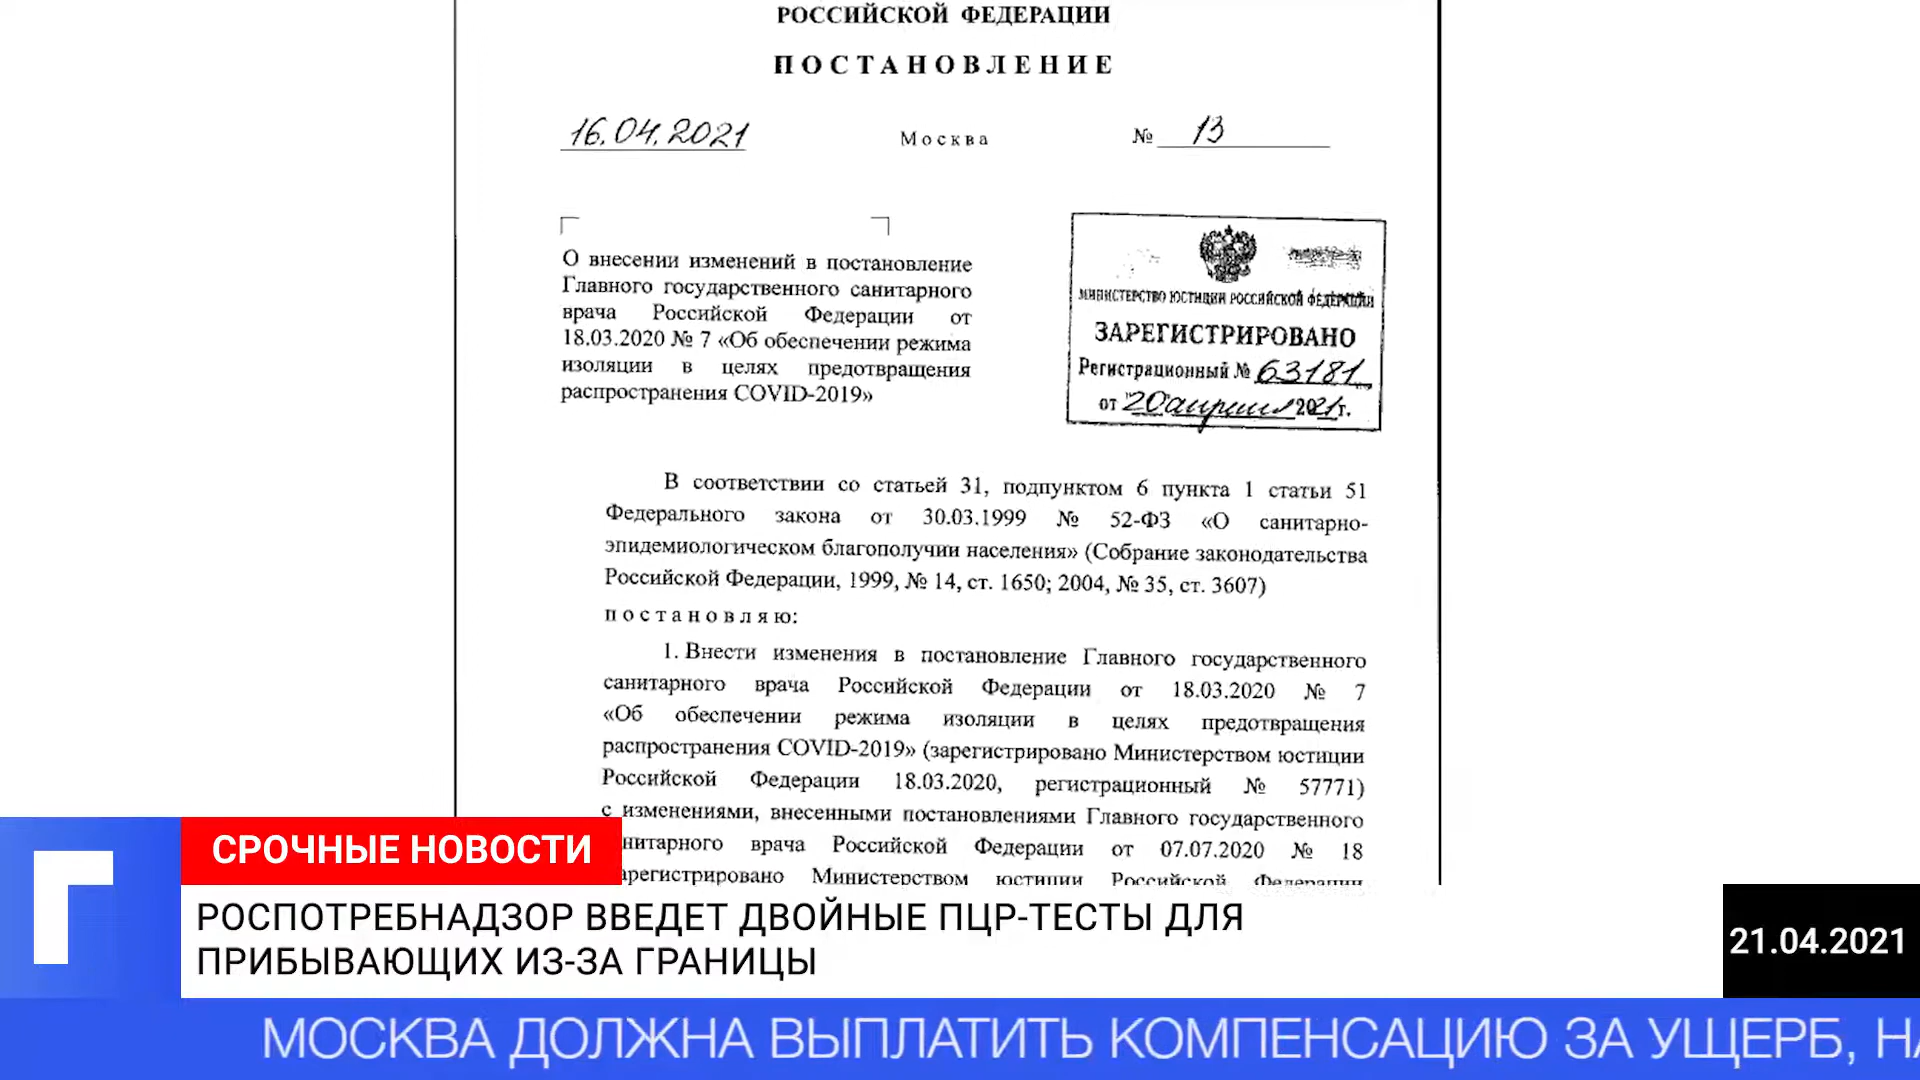 РОССИЙСКОЙ ФЕДЕРАЦИИ
ПОСТАНОВЛЕНИЕ
16.04.2021 Москва № 13
О внесении изменений в постановление
Главного государственного санитарного
врача Российской Федерации от
18.03.2020 № 7 «Об обеспечении режима
изоляции в целях предотвращения
распространения COVID-2019»
МИНИСТЕРСТВО ЮСТИЦИИ РОССИЙСКОЙ ФЕДЕРАЦИИ
ЗАРЕГИСТРИРОВАНО
Регистрационный № 63181
от "20" апреля 2021 г.
В соответствии со статьей 31, подпунктом 6 пункта 1 статьи 51
Федерального закона от 30.03.1999 № 52-ФЗ «О санитарно-
эпидемиологическом благополучии населения» (Собрание законодательства
Российской Федерации, 1999, № 14, ст. 1650; 2004, № 35, ст. 3607)
постановляю:
1. Внести изменения в постановление Главного государственного
санитарного врача Российской Федерации от 18.03.2020 № 7
«Об обеспечении режима изоляции в целях предотвращения
распространения COVID-2019» (зарегистрировано Министерством юстиции
Российской Федерации 18.03.2020, регистрационный № 57771)
с изменениями, внесенными постановлениями Главного государственного
нитарного врача Российской Федерации от 07.07.2020 № 18
арегистрировано Министерством юстиции Российской Федерации
Г
СРОЧНЫЕ НОВОСТИ
РОСПОТРЕБНАДЗОР ВВЕДЕТ ДВОЙНЫЕ ПЦР-ТЕСТЫ ДЛЯ
ПРИБЫВАЮЩИХ ИЗ-ЗА ГРАНИЦЫ
21.04.2021
МОСКВА ДОЛЖНА ВЫПЛАТИТЬ КОМПЕНСАЦИЮ ЗА УЩЕРБ, НА